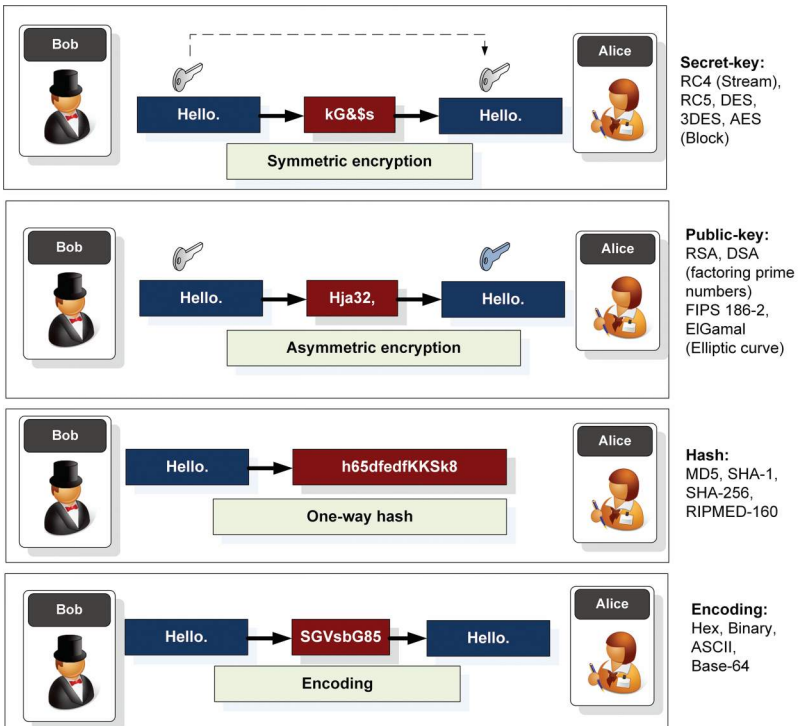 Bob
Alice
Hello.
kG&$s
Hello.
Symmetric encryption
Secret-key:
RC4 (Stream),
RC5, DES,
3DES, AES
(Block)
Bob
Alice
Hello.
Hja32,
Hello.
Asymmetric encryption
Public-key:
RSA, DSA
(factoring prime
numbers)
FIPS 186-2,
ElGamal
(Elliptic curve)
Bob
Alice
Hello.
h65dfedfKKSk8
One-way hash
Hash:
MD5, SHA-1,
SHA-256,
RIPMED-160
Bob
Alice
Hello.
SGVsbG85
Hello.
Encoding
Encoding:
Hex, Binary,
ASCII,
Base-64